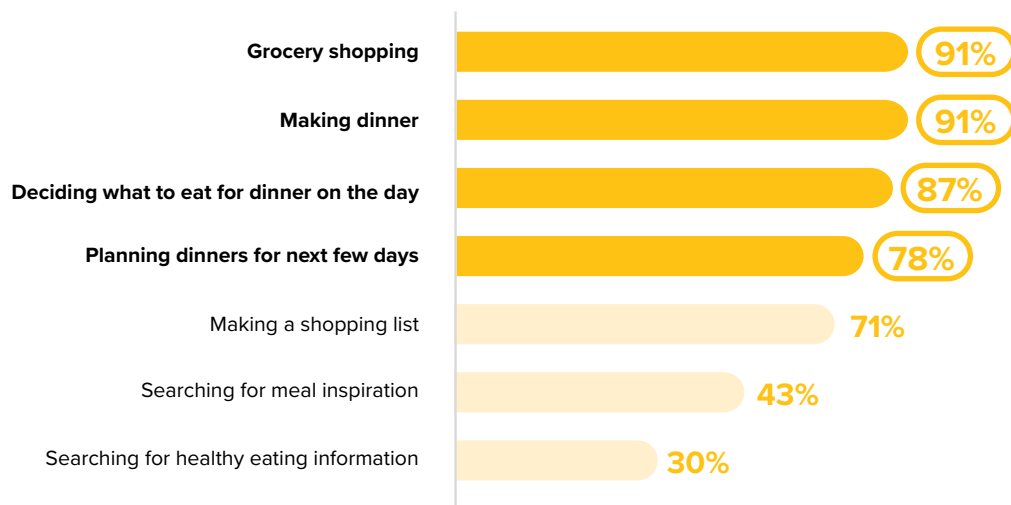 Grocery shopping 91%
Making dinner 91%
Deciding what to eat for dinner on the day 87%
Planning dinners for next few days 78%
Making a shopping list 71%
Searching for meal inspiration 43%
Searching for healthy eating information 30%